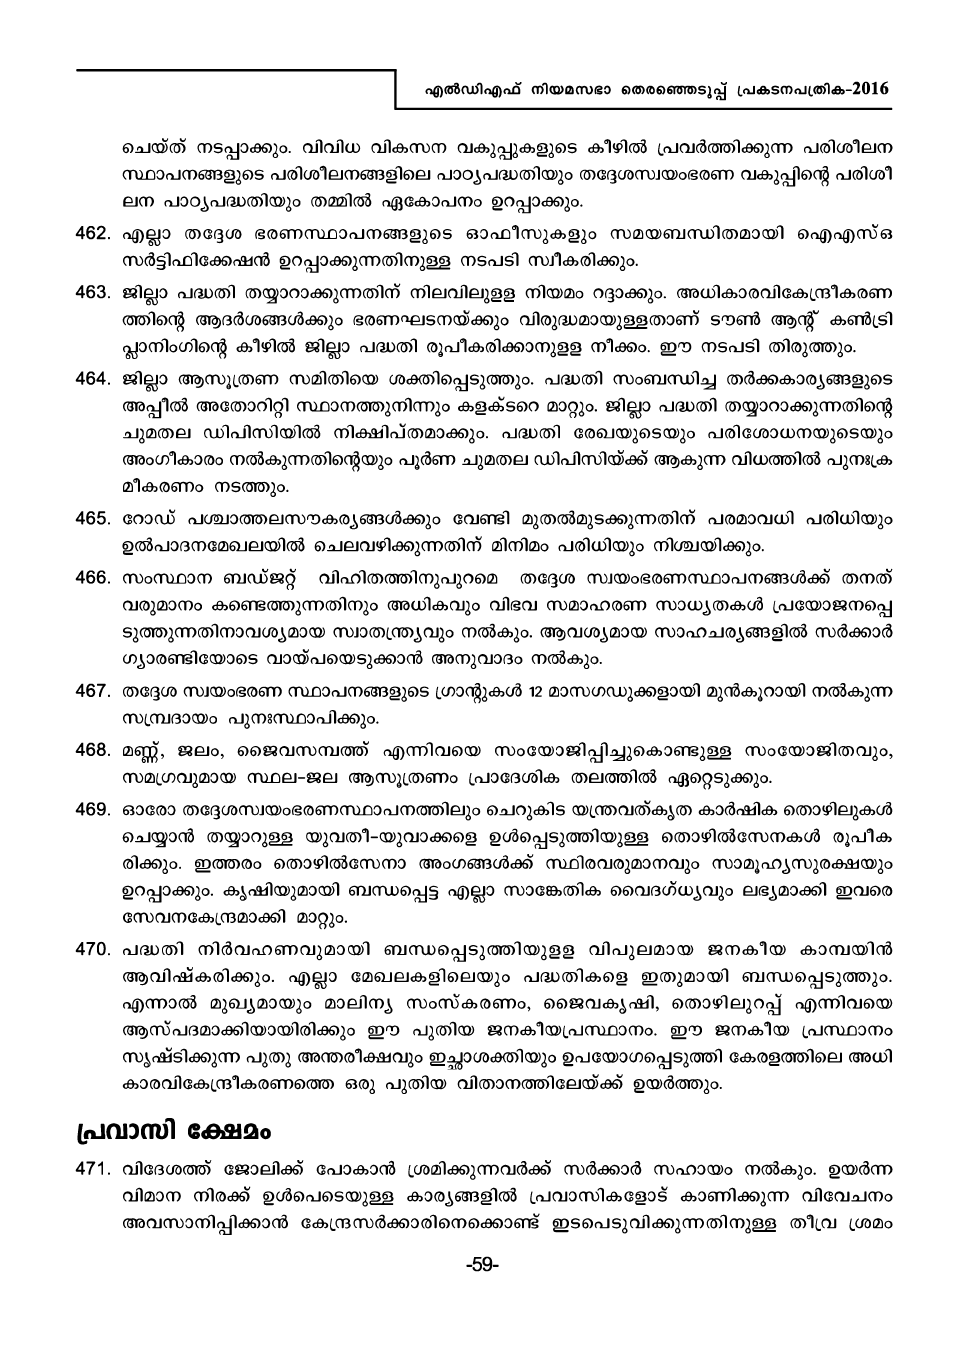 എൽഡിഎഫ് നിയമസഭാ തെരഞ്ഞെടുപ്പ് പ്രകടനപത്രിക-2016
ചെയ്ത് നടപ്പാക്കും. വിവിധ വികസന വകുപ്പുകളുടെ കീഴിൽ പ്രവർത്തിക്കുന്ന പരിശീലന
സ്ഥാപനങ്ങളുടെ പരിശീലനങ്ങളിലെ പാഠ്യപദ്ധതിയും തദ്ദേശസ്വയംഭരണ വകുപ്പിന്റെ പരിശീ
ലന പാഠ്യപദ്ധതിയും തമ്മിൽ ഏകോപനം ഉറപ്പാക്കും.
462. എല്ലാ തദ്ദേശ ഭരണസ്ഥാപനങ്ങളുടെ ഓഫീസുകളും സമയബന്ധിതമായി ഐഎസ്ഒ
സർട്ടിഫിക്കേഷൻ ഉറപ്പാക്കുന്നതിനുള്ള നടപടി സ്വീകരിക്കും.
463. ജില്ലാ പദ്ധതി തയ്യാറാക്കുന്നതിന് നിലവിലുളള നിയമം റദ്ദാക്കും. അധികാരവികേന്ദ്രീകരണ
ത്തിന്റെ ആദർശങ്ങൾക്കും ഭരണഘടനയ്ക്കും വിരുദ്ധമായുള്ളതാണ് ടൗൺ ആന്റ് കൺട്രി
പ്ലാനിംഗിന്റെ കീഴിൽ ജില്ലാ പദ്ധതി രൂപീകരിക്കാനുളള നീക്കം. ഈ നടപടി തിരുത്തും.
464. ജില്ലാ ആസൂത്രണ സമിതിയെ ശക്തിപ്പെടുത്തും. പദ്ധതി സംബന്ധിച്ച തർക്കകാര്യങ്ങളുടെ
അപ്പീൽ അതോറിറ്റി സ്ഥാനത്തുനിന്നും കളക്ടറെ മാറ്റും. ജില്ലാ പദ്ധതി തയ്യാറാക്കുന്നതിന്റെ
ചുമതല ഡിപിസിയിൽ നിക്ഷിപ്തമാക്കും. പദ്ധതി രേഖയുടെയും പരിശോധനയുടെയും
അംഗീകാരം നൽകുന്നതിന്റെയും പൂർണ ചുമതല ഡിപിസിയ്ക്ക് ആകുന്ന വിധത്തിൽ പുനഃക്ര
മീകരണം നടത്തും.
465. റോഡ് പശ്ചാത്തലസൗകര്യങ്ങൾക്കും വേണ്ടി മുതൽമുടക്കുന്നതിന് പരമാവധി പരിധിയും
ഉൽപാദനമേഖലയിൽ ചെലവഴിക്കുന്നതിന് മിനിമം പരിധിയും നിശ്ചയിക്കും.
466. സംസ്ഥാന ബഡ്ജറ്റ് വിഹിതത്തിനുപുറമെ തദ്ദേശ സ്വയംഭരണസ്ഥാപനങ്ങൾക്ക് തനത്
വരുമാനം കണ്ടെത്തുന്നതിനും അധികവും വിഭവ സമാഹരണ സാധ്യതകൾ പ്രയോജനപ്പെ
ടുത്തുന്നതിനാവശ്യമായ സ്വാതന്ത്ര്യവും നൽകും. ആവശ്യമായ സാഹചര്യങ്ങളിൽ സർക്കാർ
ഗ്യാരണ്ടിയോടെ വായ്പയെടുക്കാൻ അനുവാദം നൽകും.
467. തദ്ദേശ സ്വയംഭരണ സ്ഥാപനങ്ങളുടെ ഗ്രാന്റുകൾ 12 മാസഗഡുക്കളായി മുൻകൂറായി നൽകുന്ന
സമ്പ്രദായം പുനഃസ്ഥാപിക്കും.
468. മണ്ണ്, ജലം, ജൈവസമ്പത്ത് എന്നിവയെ സംയോജിപ്പിച്ചുകൊണ്ടുള്ള സംയോജിതവും,
സമഗ്രവുമായ സ്ഥല-ജല ആസൂത്രണം പ്രാദേശിക തലത്തിൽ ഏറ്റെടുക്കും.
469. ഓരോ തദ്ദേശസ്വയംഭരണസ്ഥാപനത്തിലും ചെറുകിട യന്ത്രവത്കൃത കാർഷിക തൊഴിലുകൾ
ചെയ്യാൻ തയ്യാറുള്ള യുവതീ-യുവാക്കളെ ഉൾപ്പെടുത്തിയുള്ള തൊഴിൽസേനകൾ രൂപീക
രിക്കും. ഇത്തരം തൊഴിൽസേനാ അംഗങ്ങൾക്ക് സ്ഥിരവരുമാനവും സാമൂഹ്യസുരക്ഷയും
ഉറപ്പാക്കും. കൃഷിയുമായി ബന്ധപ്പെട്ട എല്ലാ സാങ്കേതിക വൈദഗ്ധ്യവും ലഭ്യമാക്കി ഇവരെ
സേവനകേന്ദ്രമാക്കി മാറ്റും.
470. പദ്ധതി നിർവഹണവുമായി ബന്ധപ്പെടുത്തിയുളള വിപുലമായ ജനകീയ കാമ്പയിൻ
ആവിഷ്കരിക്കും. എല്ലാ മേഖലകളിലെയും പദ്ധതികളെ ഇതുമായി ബന്ധപ്പെടുത്തും.
എന്നാൽ മുഖ്യമായും മാലിന്യ സംസ്കരണം, ജൈവകൃഷി, തൊഴിലുറപ്പ് എന്നിവയെ
ആസ്പദമാക്കിയായിരിക്കും ഈ പുതിയ ജനകീയപ്രസ്ഥാനം. ഈ ജനകീയ പ്രസ്ഥാനം
സൃഷ്ടിക്കുന്ന പുതു അന്തരീക്ഷവും ഇച്ഛാശക്തിയും ഉപയോഗപ്പെടുത്തി കേരളത്തിലെ അധി
കാരവികേന്ദ്രീകരണത്തെ ഒരു പുതിയ വിതാനത്തിലേയ്ക്ക് ഉയർത്തും.
പ്രവാസി ക്ഷേമം
471. വിദേശത്ത് ജോലിക്ക് പോകാൻ ശ്രമിക്കുന്നവർക്ക് സർക്കാർ സഹായം നൽകും. ഉയർന്ന
വിമാന നിരക്ക് ഉൾപെടെയുള്ള കാര്യങ്ങളിൽ പ്രവാസികളോട് കാണിക്കുന്ന വിവേചനം
അവസാനിപ്പിക്കാൻ കേന്ദ്രസർക്കാരിനെക്കൊണ്ട് ഇടപെടുവിക്കുന്നതിനുള്ള തീവ്ര ശ്രമം
-59-